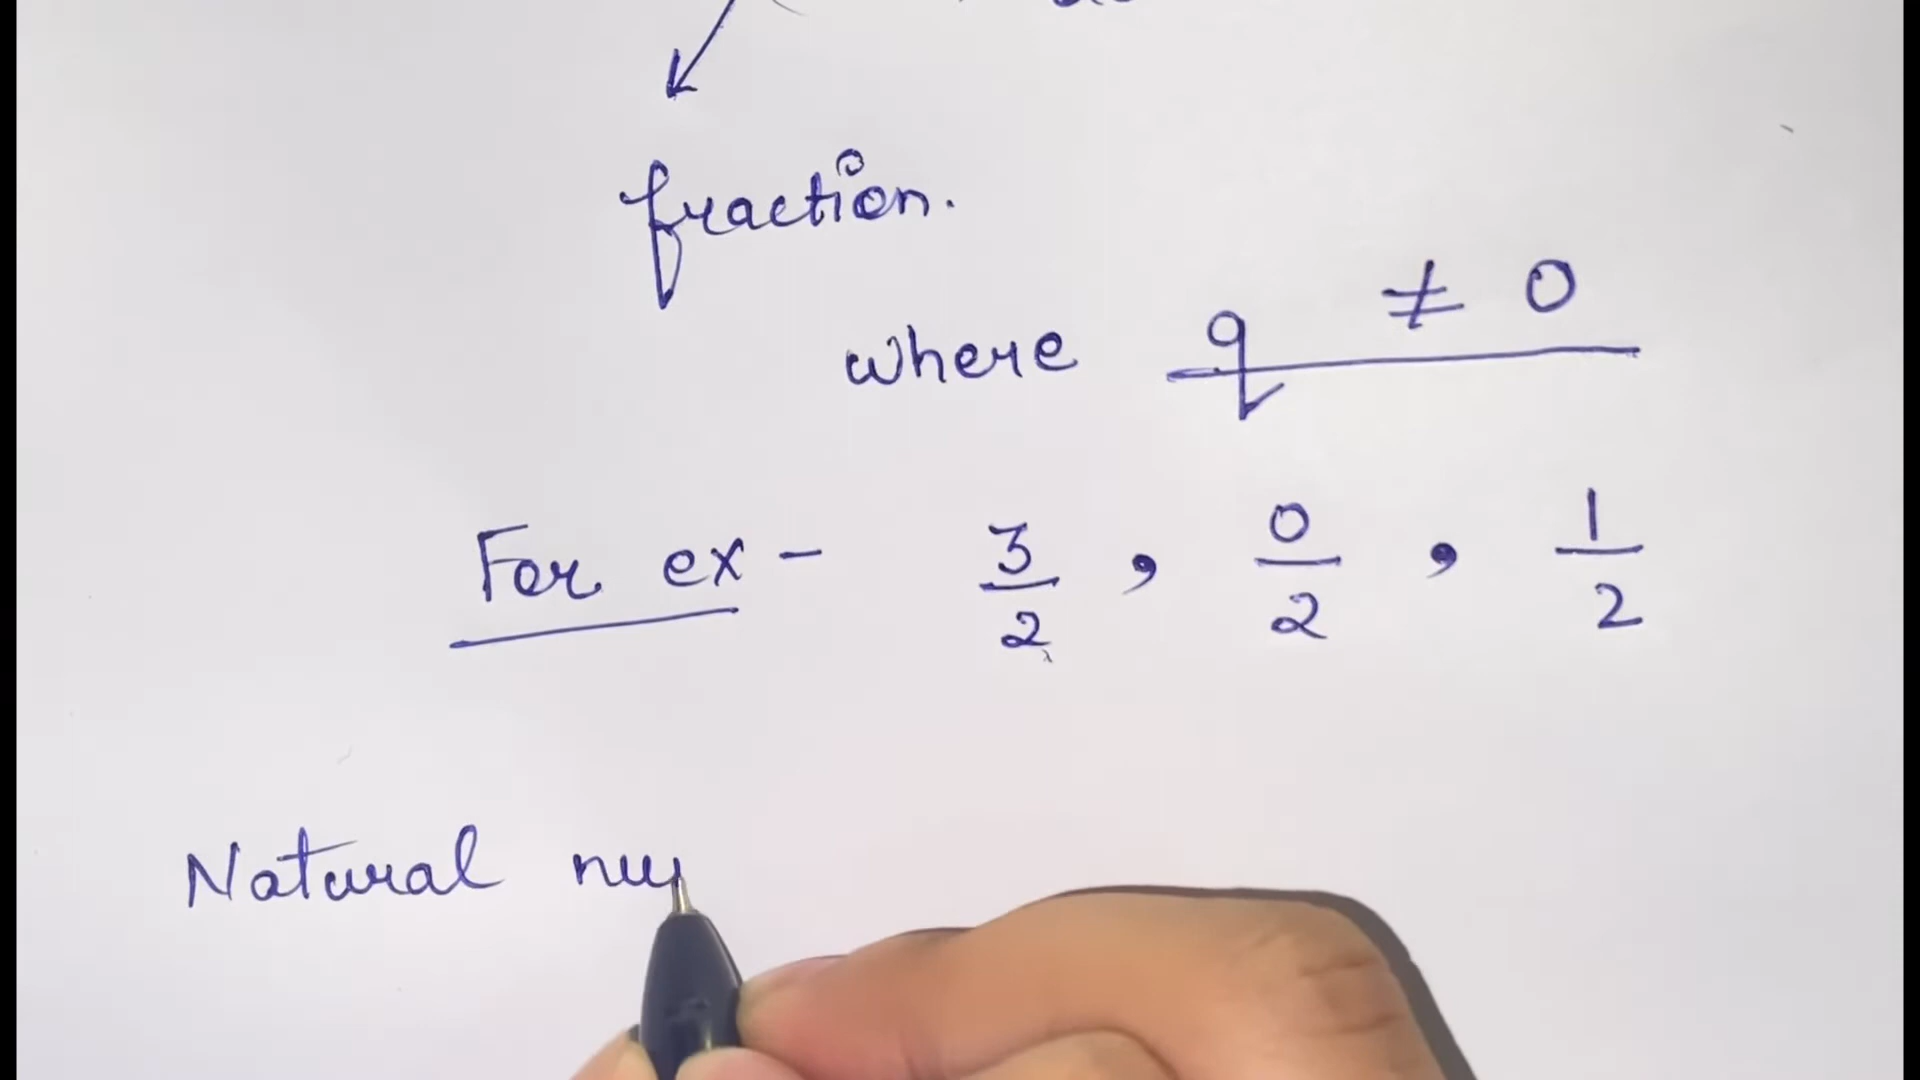 fraction.
where q ≠ 0
For ex - 3/2 , 0/2 , 1/2
Natural nu